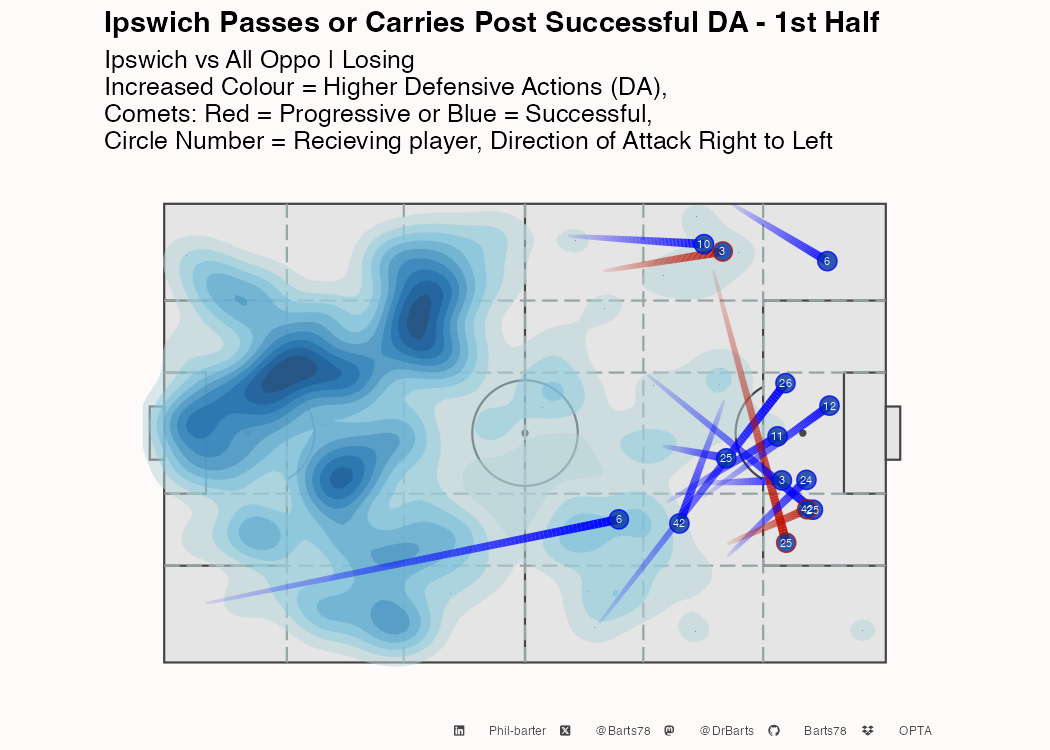 Ipswich Passes or Carries Post Successful DA - 1st Half
Ipswich vs All Oppo | Losing
Increased Colour = Higher Defensive Actions (DA),
Comets: Red = Progressive or Blue = Successful,
Circle Number = Recieving player, Direction of Attack Right to Left
10
3
6
26
12
11
25
3
24
42
25
6
42
25
Phil-barter @Barts78 @DrBarts Barts78 OPTA